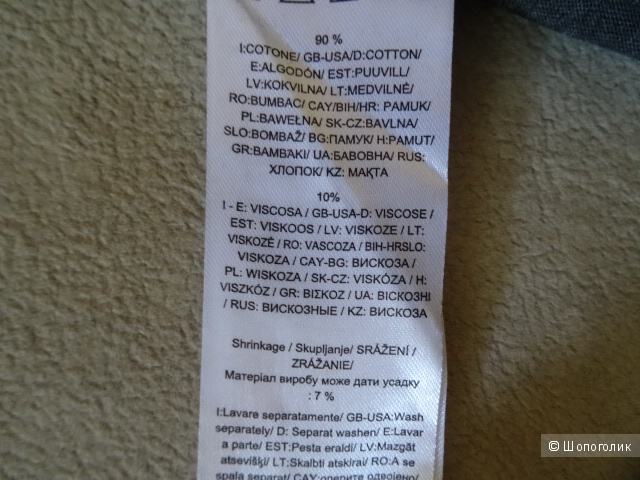 90 %
I:COTONE/ GB-USA/D:COTTON/
E:ALGODÓN/ EST:PUUVILL/
LV:KOKVILNA/ LT:MEDVILNĖ/
RO:BUMBAC/ CAY/BIH/HR: PAMUK/
PL:BAWEŁNA/ SK-CZ:BAVLNA/
SLO:BOMBAŽ/ BG:ПАМУК/ H:PAMUT/
GR:ΒΑΜΒΆΚΙ/ UA:БАВОВНА/ RUS:
ХЛОПОК/ KZ: МАҚТА
10%
I - E: VISCOSA / GB-USA-D: VISCOSE /
EST: VISKOOS / LV: VISKOZE / LT:
VISKOZĖ / RO: VASCOZA / BIH-HRSLO:
VISKOZA / CAY-BG: ВИСКОЗА /
PL: WISKOZA / SK-CZ: VISKÓZA / H:
VISZKÓZ / GR: ΒΙΣΚΟΖ / UA: ВІСКОЗНІ
/ RUS: ВИСКОЗНЫЕ / KZ: ВИСКОЗА
Shrinkage / Skupljanje/ SRÁŽENÍ /
ZRÁŽANIE/
Матеріал виробу може дати усадку
: 7 %
I:Lavare separatamente/ GB-USA:Wash
separately/ D: Separat washen/ E:Lavar
a parte/ EST:Pesta eraldi/ LV:Mazgāt
atsevišķi/ LT:Skalbti atskirai/ RO:A se
spala separat/ CAY:оперите одвојено/
© Шопоголик